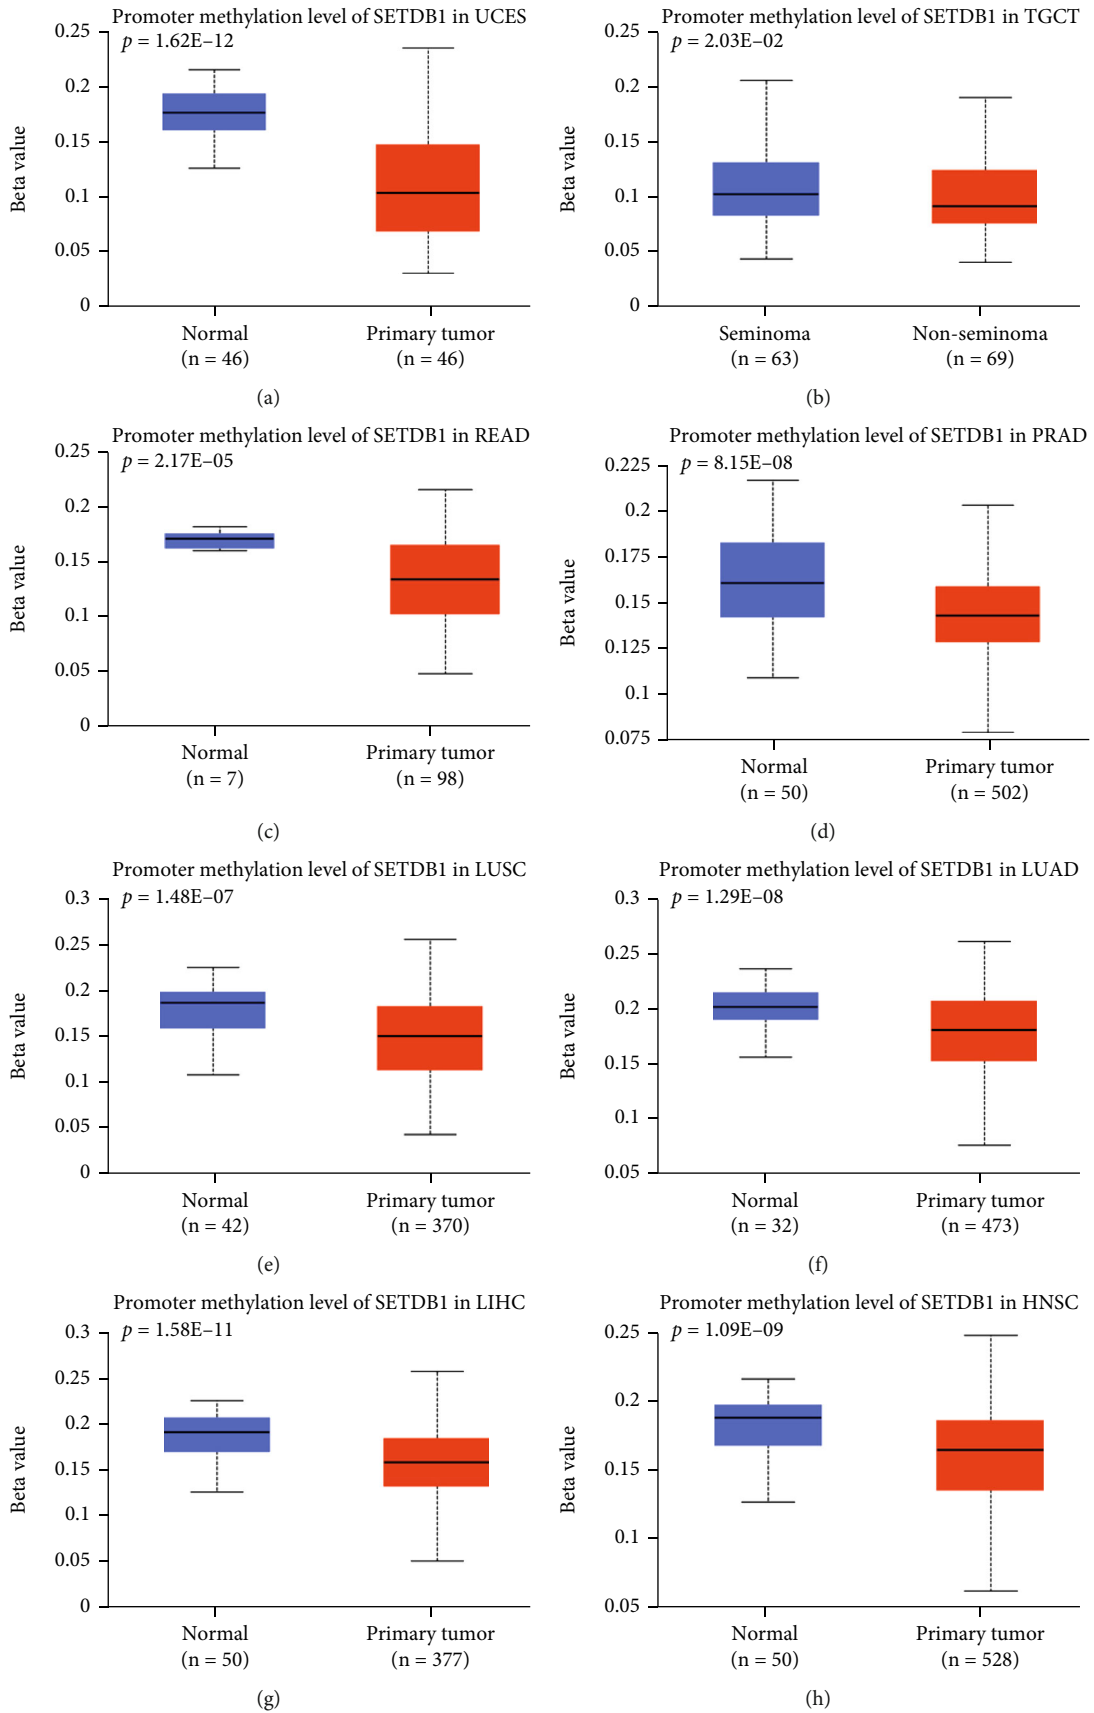 Promoter methylation level of SETDB1 in UCES
p = 1.62E–12
0.25
0.2
0.15
0.1
0.05
0
Beta value
Normal
(n = 46)
Primary tumor
(n = 46)
(a)
Promoter methylation level of SETDB1 in TGCT
p = 2.03E–02
0.25
0.2
0.15
0.1
0.05
0
Beta value
Seminoma
(n = 63)
Non-seminoma
(n = 69)
(b)
Promoter methylation level of SETDB1 in READ
p = 2.17E–05
0.25
0.2
0.15
0.1
0.05
0
Beta value
Normal
(n = 7)
Primary tumor
(n = 98)
(c)
Promoter methylation level of SETDB1 in PRAD
p = 8.15E–08
0.225
0.2
0.175
0.15
0.125
0.1
0.075
Beta value
Normal
(n = 50)
Primary tumor
(n = 502)
(d)
Promoter methylation level of SETDB1 in LUSC
p = 1.48E–07
0.3
0.25
0.2
0.15
0.1
0.05
0
Beta value
Normal
(n = 42)
Primary tumor
(n = 370)
(e)
Promoter methylation level of SETDB1 in LUAD
p = 1.29E–08
0.3
0.25
0.2
0.15
0.1
0.05
Beta value
Normal
(n = 32)
Primary tumor
(n = 473)
(f)
Promoter methylation level of SETDB1 in LIHC
p = 1.58E–11
0.3
0.25
0.2
0.15
0.1
0.05
0
Beta value
Normal
(n = 50)
Primary tumor
(n = 377)
(g)
Promoter methylation level of SETDB1 in HNSC
p = 1.09E–09
0.25
0.2
0.15
0.1
0.05
Beta value
Normal
(n = 50)
Primary tumor
(n = 528)
(h)